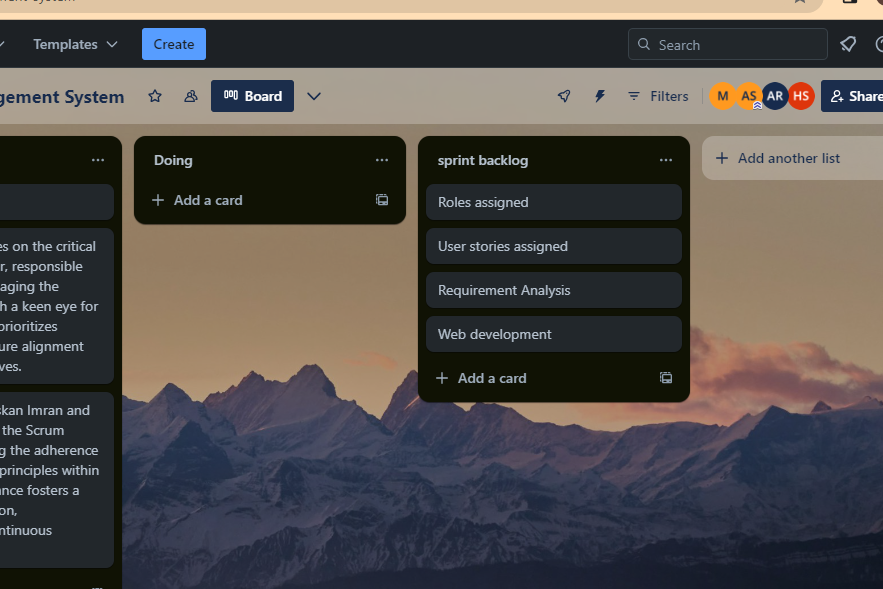 Templates
Create
Search
gement System
Board
Filters
M
AS
AR
HS
Share
es on the critical
r, responsible
aging the
h a keen eye for
prioritizes
ure alignment
ves.
skan Imran and
the Scrum
g the adherence
principles within
ance fosters a
on,
ntinuous
Doing
Add a card
sprint backlog
Roles assigned
User stories assigned
Requirement Analysis
Web development
Add a card
Add another list